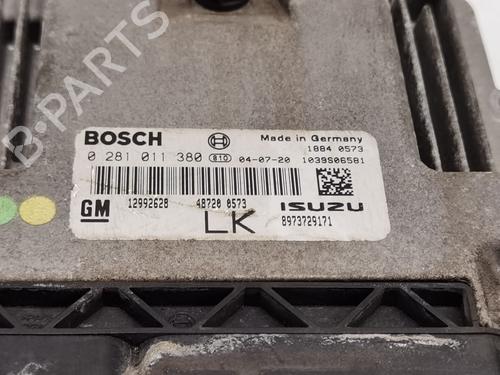 B-PARTS
BOSCH
Made in Germany
1884 0573
0 281 011 380 810 04-07-20 1039S06581
GM 12992628 48720 0573 ISUZU
LK 8973729171